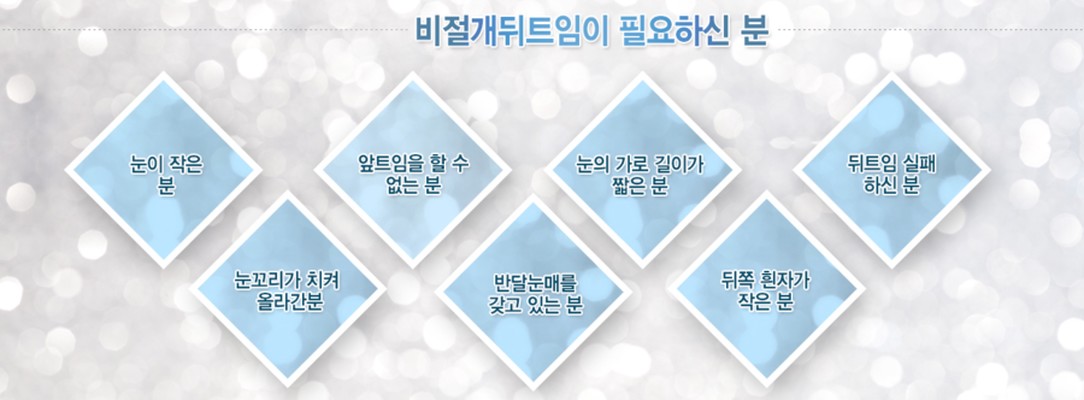 비절개뒤트임이 필요하신 분
눈이 작은
분
앞트임을 할 수
없는 분
눈의 가로 길이가
짧은 분
뒤트임 실패
하신 분
눈꼬리가 치켜
올라간분
반달눈매를
갖고 있는 분
뒤쪽 흰자가
작은 분